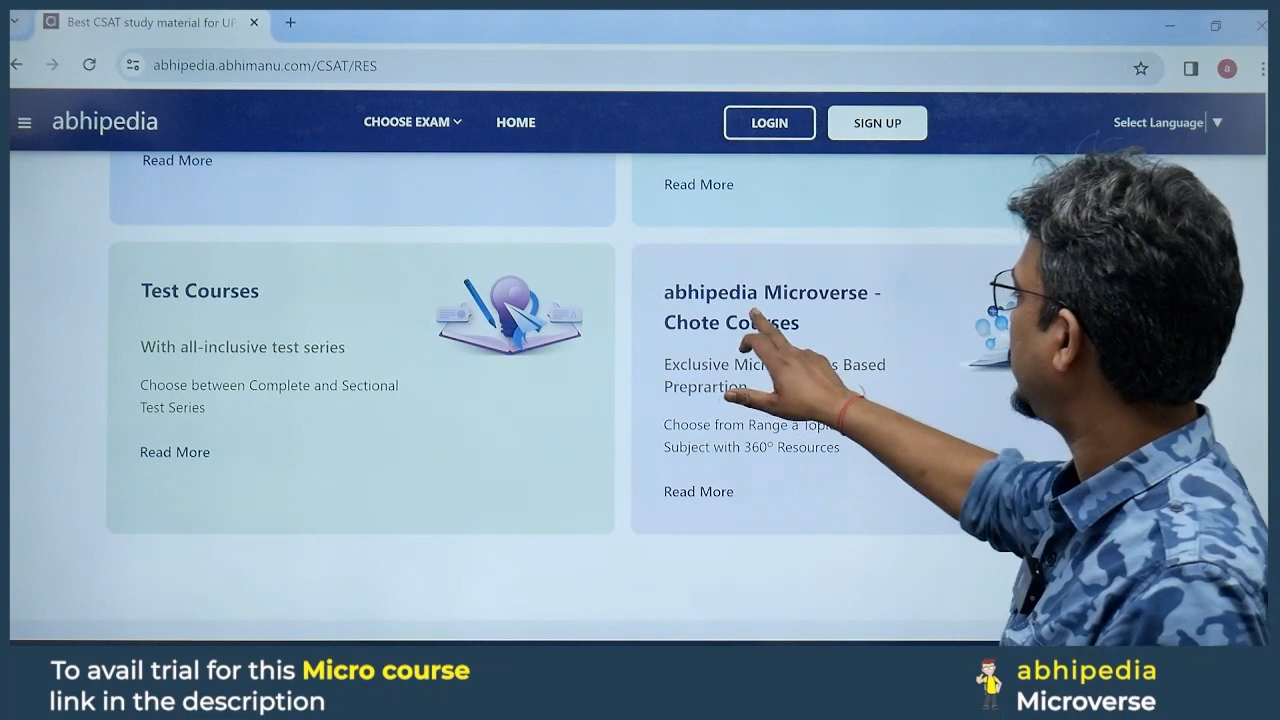 Best CSAT study material for UP
abhipedia.abhimanu.com/CSAT/RES
a
abhipedia
CHOOSE EXAM
HOME
LOGIN
SIGN UP
Select Language
Read More
Read More
Test Courses
With all-inclusive test series
Choose between Complete and Sectional
Test Series
Read More
abhipedia Microverse -
Chote Courses
Exclusive Based
Preprartion
Choose from Range a
Subject with 360° Resources
Read More
To avail trial for this Micro course
link in the description
abhipedia
Microverse